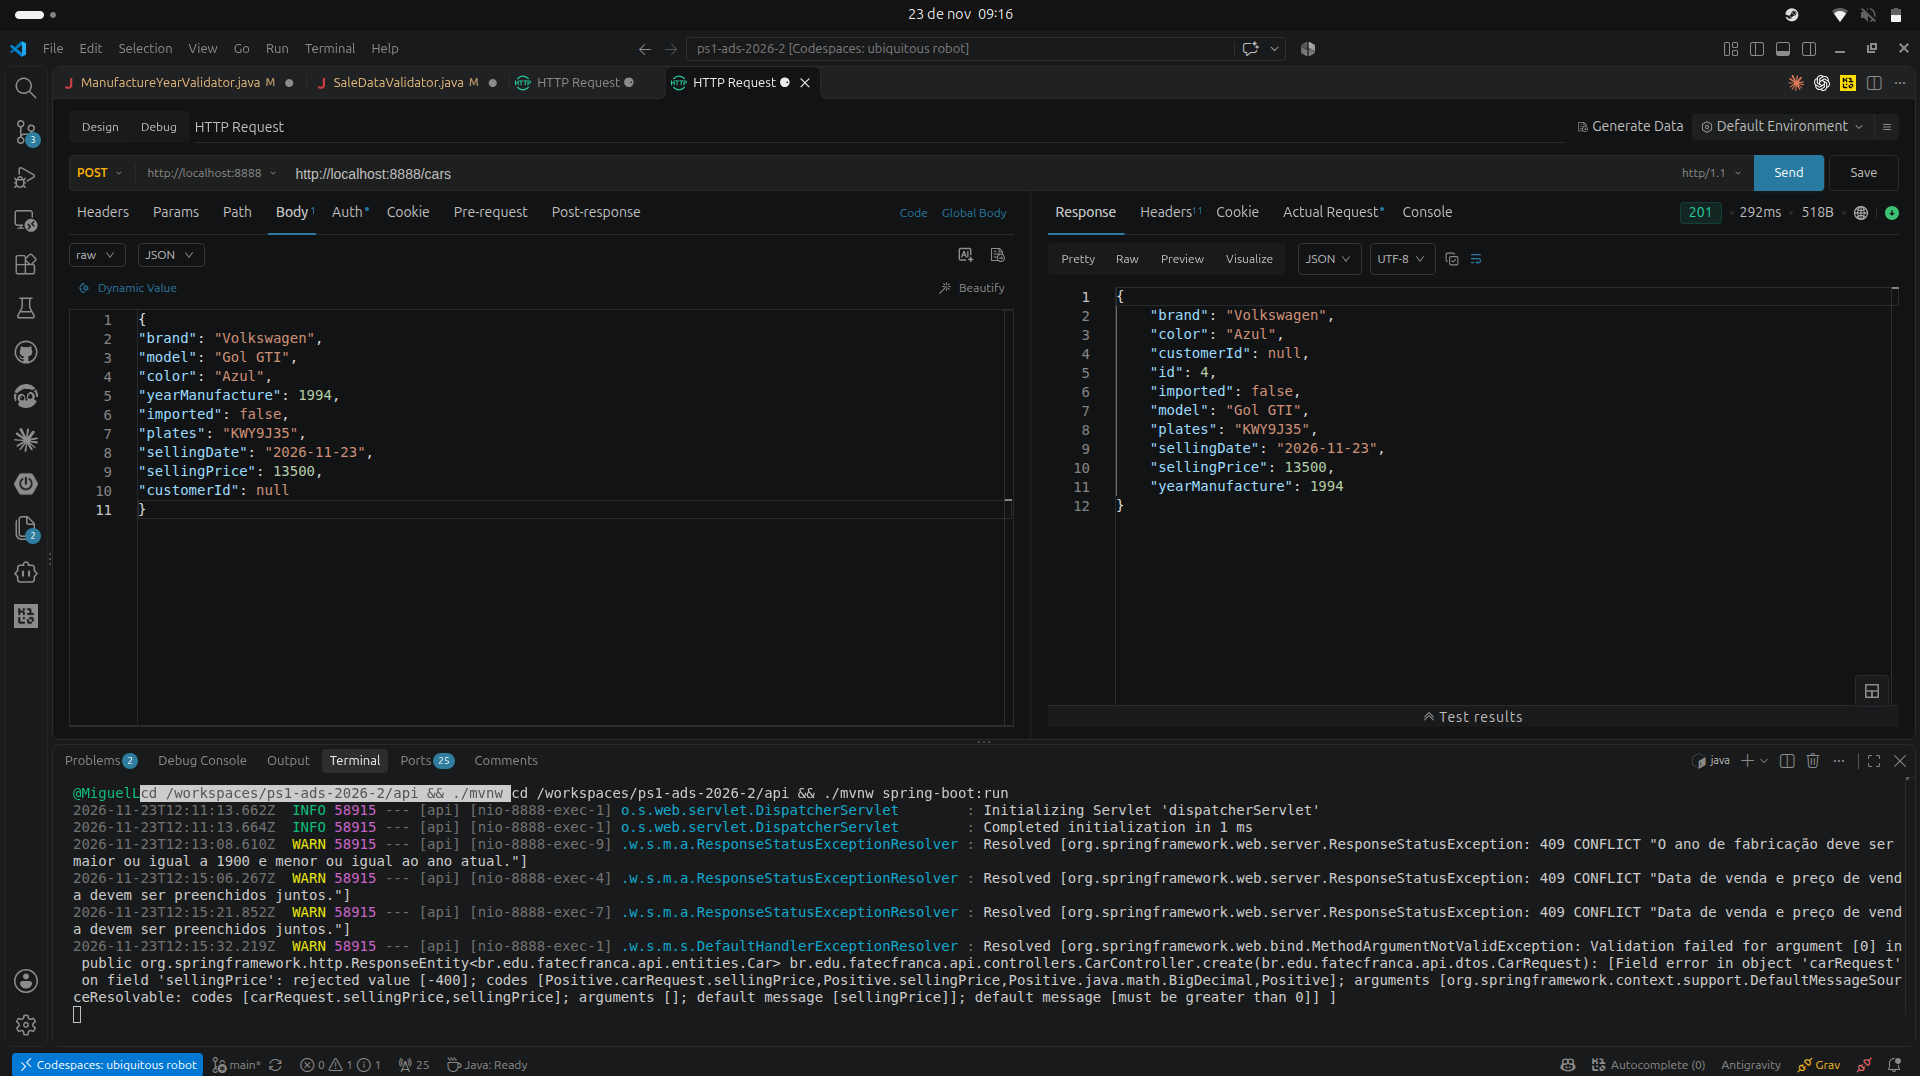 23 de nov 09:16
File Edit Selection View Go Run Terminal Help
ps1-ads-2026-2 [Codespaces: ubiquitous robot]
ManufactureYearValidator.java M
SaleDataValidator.java M
HTTP Request
HTTP Request
Design Debug HTTP Request
Generate Data Default Environment
POST http://localhost:8888 http://localhost:8888/cars http/1.1 Send Save
Headers Params Path Body 1 Auth Cookie Pre-request Post-response Code Global Body
raw JSON
Dynamic Value Beautify
1 {
2 "brand": "Volkswagen",
3 "model": "Gol GTI",
4 "color": "Azul",
5 "yearManufacture": 1994,
6 "imported": false,
7 "plates": "KWY9J35",
8 "sellingDate": "2026-11-23",
9 "sellingPrice": 13500,
10 "customerId": null
11 }
Response Headers 11 Cookie Actual Request Console 201 292ms 518B
Pretty Raw Preview Visualize JSON UTF-8
1 {
2 "brand": "Volkswagen",
3 "color": "Azul",
4 "customerId": null,
5 "id": 4,
6 "imported": false,
7 "model": "Gol GTI",
8 "plates": "KWY9J35",
9 "sellingDate": "2026-11-23",
10 "sellingPrice": 13500,
11 "yearManufacture": 1994
12 }
Test results
Problems 2 Debug Console Output Terminal Ports 25 Comments
java
@MiguelLcd /workspaces/ps1-ads-2026-2/api && ./mvnw cd /workspaces/ps1-ads-2026-2/api && ./mvnw spring-boot:run
2026-11-23T12:11:13.662Z INFO 58915 --- [api] [nio-8888-exec-1] o.s.web.servlet.DispatcherServlet : Initializing Servlet 'dispatcherServlet'
2026-11-23T12:11:13.664Z INFO 58915 --- [api] [nio-8888-exec-1] o.s.web.servlet.DispatcherServlet : Completed initialization in 1 ms
2026-11-23T12:13:08.610Z WARN 58915 --- [api] [nio-8888-exec-9] .w.s.m.a.ResponseStatusExceptionResolver : Resolved [org.springframework.web.server.ResponseStatusException: 409 CONFLICT "O ano de fabricação deve ser
maior ou igual a 1900 e menor ou igual ao ano atual."]
2026-11-23T12:15:06.267Z WARN 58915 --- [api] [nio-8888-exec-4] .w.s.m.a.ResponseStatusExceptionResolver : Resolved [org.springframework.web.server.ResponseStatusException: 409 CONFLICT "Data de venda e preço de vend
a devem ser preenchidos juntos."]
2026-11-23T12:15:21.852Z WARN 58915 --- [api] [nio-8888-exec-7] .w.s.m.a.ResponseStatusExceptionResolver : Resolved [org.springframework.web.server.ResponseStatusException: 409 CONFLICT "Data de venda e preço de vend
a devem ser preenchidos juntos."]
2026-11-23T12:15:32.219Z WARN 58915 --- [api] [nio-8888-exec-1] .w.s.m.s.DefaultHandlerExceptionResolver : Resolved [org.springframework.web.bind.MethodArgumentNotValidException: Validation failed for argument [0] in
public org.springframework.http.ResponseEntity<br.edu.fatecfranca.api.entities.Car> br.edu.fatecfranca.api.controllers.CarController.create(br.edu.fatecfranca.api.dtos.CarRequest): [Field error in object 'carRequest'
on field 'sellingPrice': rejected value [-400]; codes [Positive.carRequest.sellingPrice,Positive.sellingPrice,Positive.java.math.BigDecimal,Positive]; arguments [org.springframework.context.support.DefaultMessageSour
ceResolvable: codes [carRequest.sellingPrice,sellingPrice]; arguments []; default message [sellingPrice]]; default message [must be greater than 0]] ]
3
2
Codespaces: ubiquitous robot main* 0 1 1 25 Java: Ready
Autocomplete (0) Antigravity Grav